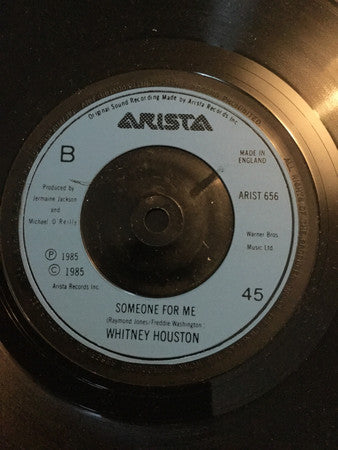 Original Sound Recording Made by Arista Records Inc.
ARISTA
B
MADE IN
ENGLAND
ARIST 656
Produced by
Jermaine Jackson
and
Michael O'Reilly
Warner Bros
Music Ltd.
Ⓟ 1985
© 1985
Arista Records Inc.
45
SOMEONE FOR ME
(Raymond Jones/Freddie Washington)
WHITNEY HOUSTON